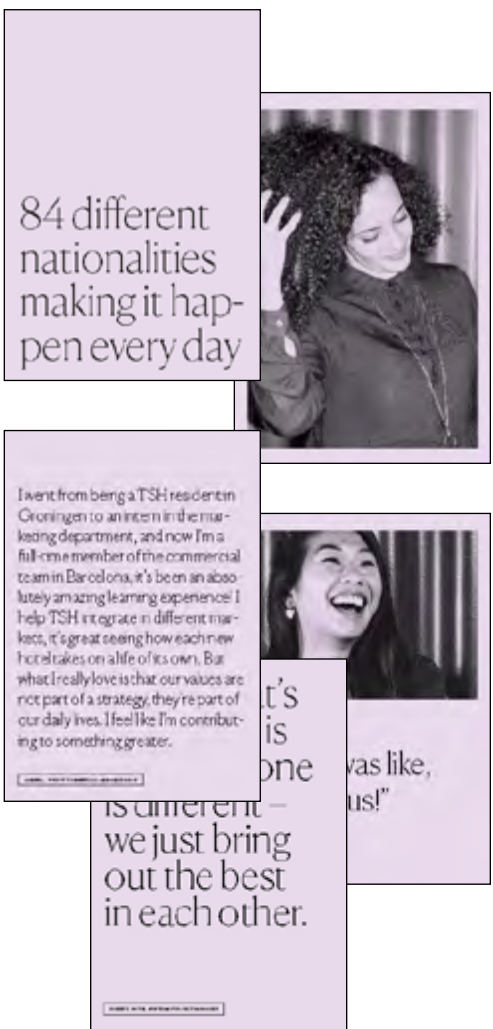 84 different
nationalities
making it hap-
pen every day
I went from being a TSH resident in
Groningen to an intern in the mar-
keting department, and now I'm a
full-time member of the commercial
team in Barcelona, it's been an abso-
lutely amazing learning experience! I
help TSH integrate in different mar-
kets, it's great seeing how each new
hotel takes on a life of its own. But
what I really love is that our values are
not part of a strategy, they're part of
our daily lives. I feel like I'm contribut-
ing to something greater.
t's
is
one
is different –
we just bring
out the best
in each other.
was like,
us!”